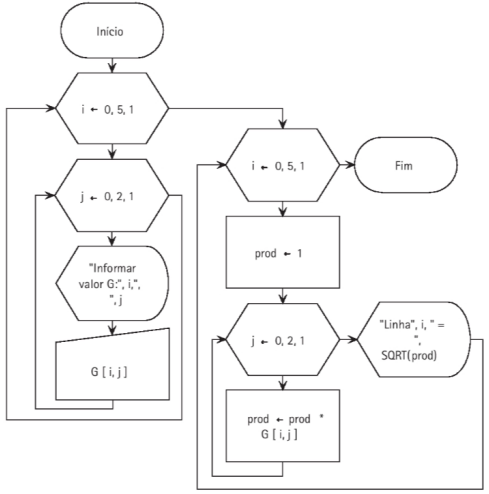 Início
i ← 0, 5, 1
j ← 0, 2, 1
"Informar
valor G:", i,",
", j
G [ i, j ]
i ← 0, 5, 1
Fim
prod ← 1
j ← 0, 2, 1
"Linha", i, " =
",
SQRT(prod)
prod ← prod *
G [ i, j ]